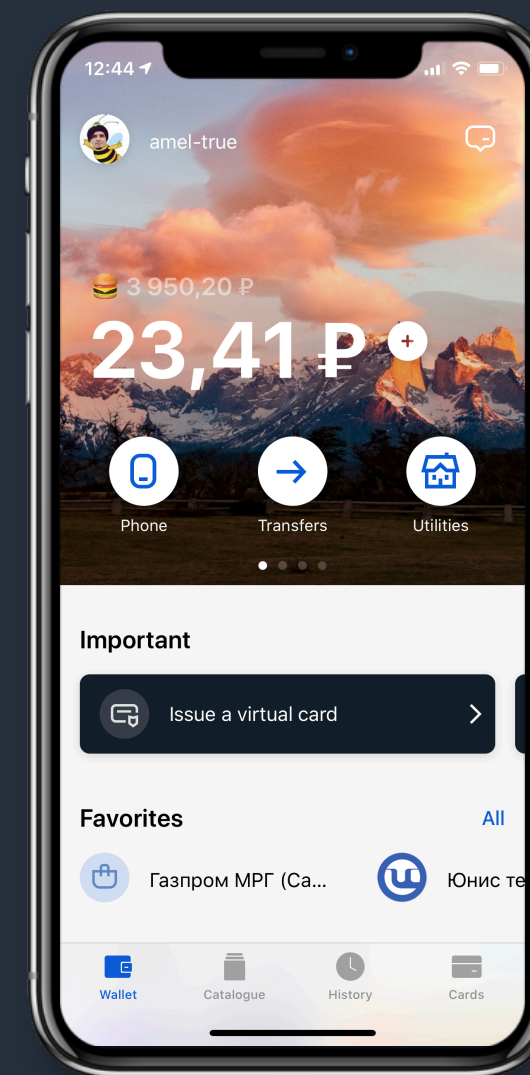 12:44
amel-true
3 950,20 ₽
23,41 ₽
Phone
Transfers
Utilities
Important
Issue a virtual card
Favorites
All
Газпром МРГ (Са...
Юнис те
Wallet
Catalogue
History
Cards